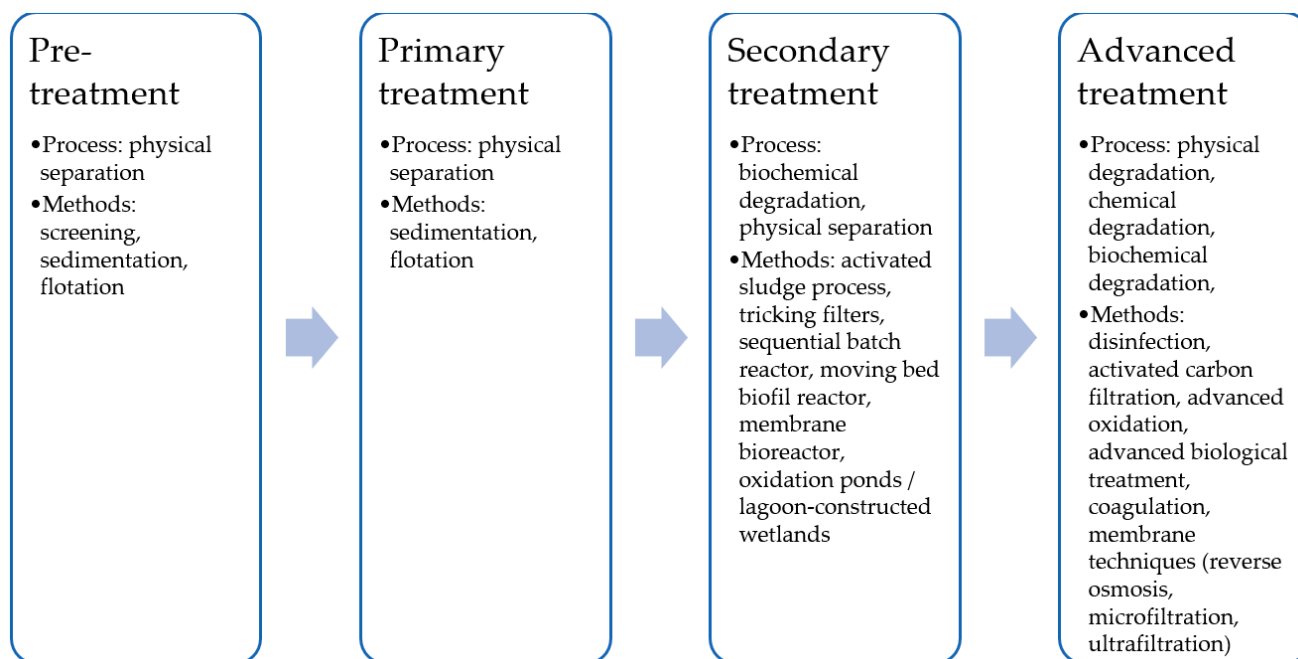 Pre-
treatment
•Process: physical
separation
•Methods:
screening,
sedimentation,
flotation
Primary
treatment
•Process: physical
separation
•Methods:
sedimentation,
flotation
Secondary
treatment
•Process:
biochemical
degradation,
physical separation
•Methods: activated
sludge process,
tricking filters,
sequential batch
reactor, moving bed
biofil reactor,
membrane
bioreactor,
oxidation ponds /
lagoon-constructed
wetlands
Advanced
treatment
•Process: physical
degradation,
chemical
degradation,
biochemical
degradation,
•Methods:
disinfection,
activated carbon
filtration, advanced
oxidation,
advanced biological
treatment,
coagulation,
membrane
techniques (reverse
osmosis,
microfiltration,
ultrafiltration)